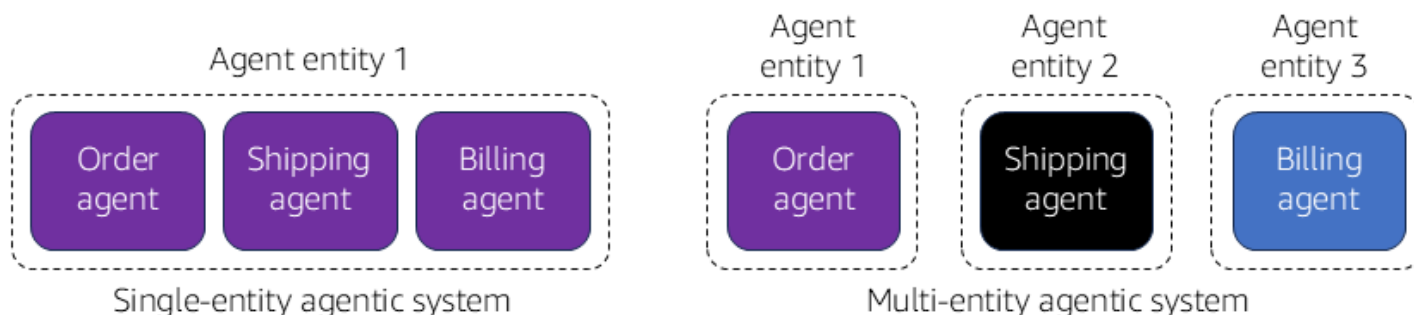 Agent entity 1
Order
agent
Shipping
agent
Billing
agent
Single-entity agentic system
Agent
entity 1
Order
agent
Agent
entity 2
Shipping
agent
Agent
entity 3
Billing
agent
Multi-entity agentic system